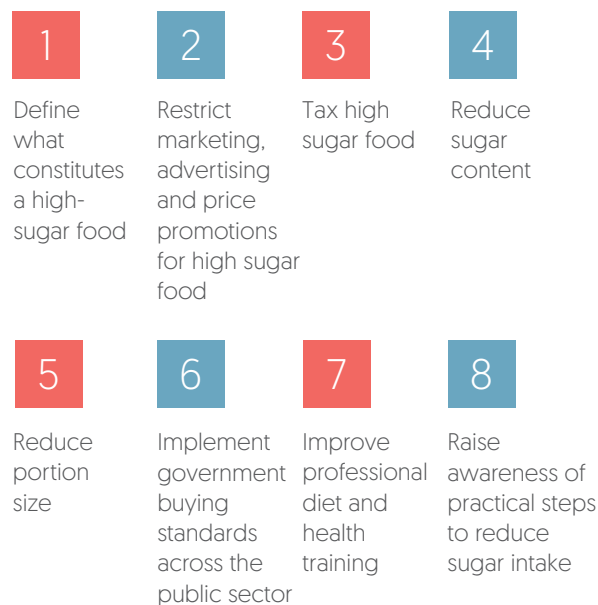 1
Define
what
constitutes
a high-
sugar food
2
Restrict
marketing,
advertising
and price
promotions
for high sugar
food
3
Tax high
sugar food
4
Reduce
sugar
content
5
Reduce
portion
size
6
Implement
government
buying
standards
across the
public sector
7
Improve
professional
diet and
health
training
8
Raise
awareness of
practical steps
to reduce
sugar intake